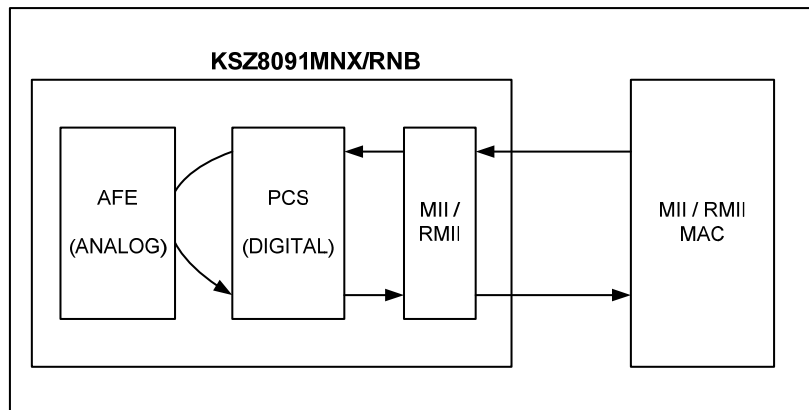 KSZ8091MNX/RNB
AFE
(ANALOG)
PCS
(DIGITAL)
MII /
RMII
MII / RMII
MAC